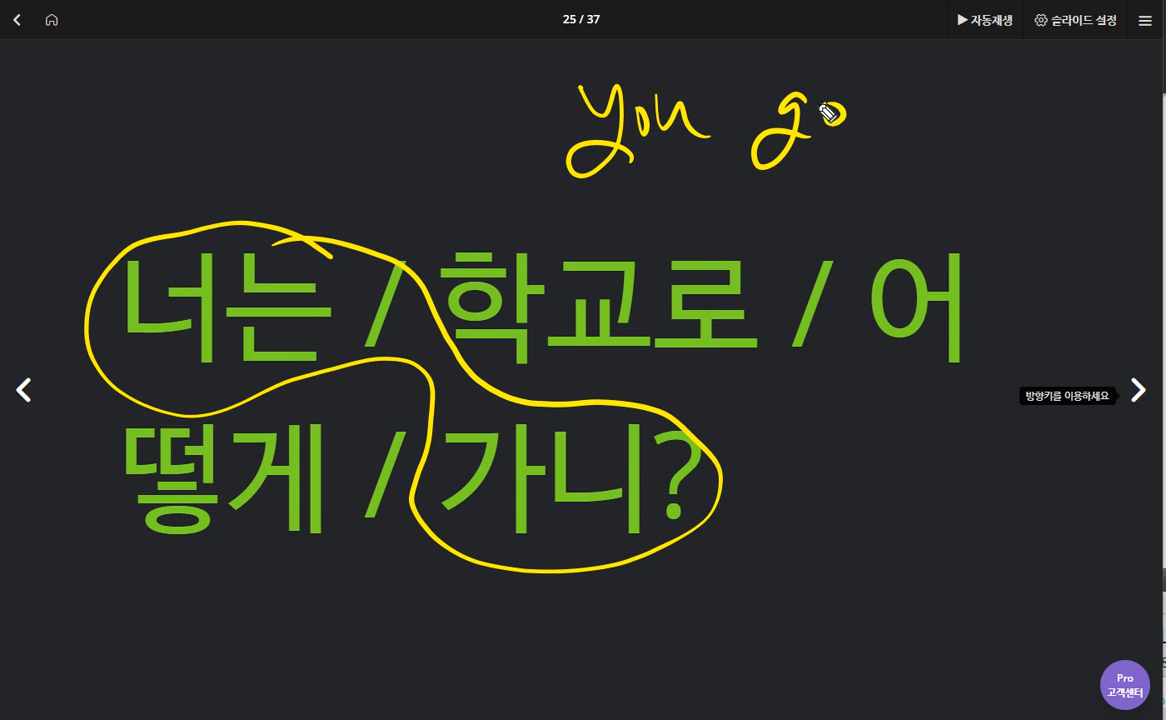 25 / 37
▶ 자동재생
슬라이드 설정
you go
너는 / 학교로 / 어
떻게 / 가니?
방향키를 이용하세요
Pro
고객센터